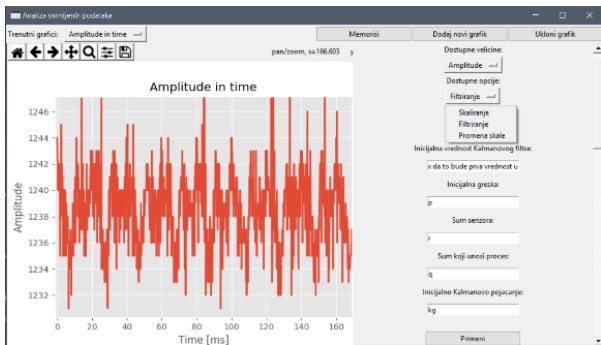 Analiza snimljenih podataka
Trenutni grafici: Amplitude in time
Memorisi
Dodaj novi grafik
Ukloni grafik
pan/zoom, x=166.603 y
Dostupne velicine:
Amplitude
Dostupne opcije:
Filtriranje
Skaliranje
Filtriranje
Promena skale
Inicijalna vrednost Kalmanovog filtra:
x da to bude prva vrednost u
Inicijalna greska:
p
Sum senzora:
r
Sum koji unosi proces:
q
Inicijalno Kalmanovo pojacanje:
kg
Primeni
Amplitude in time
Amplitude
1246
1244
1242
1240
1238
1236
1234
1232
0 20 40 60 80 100 120 140 160
Time [ms]